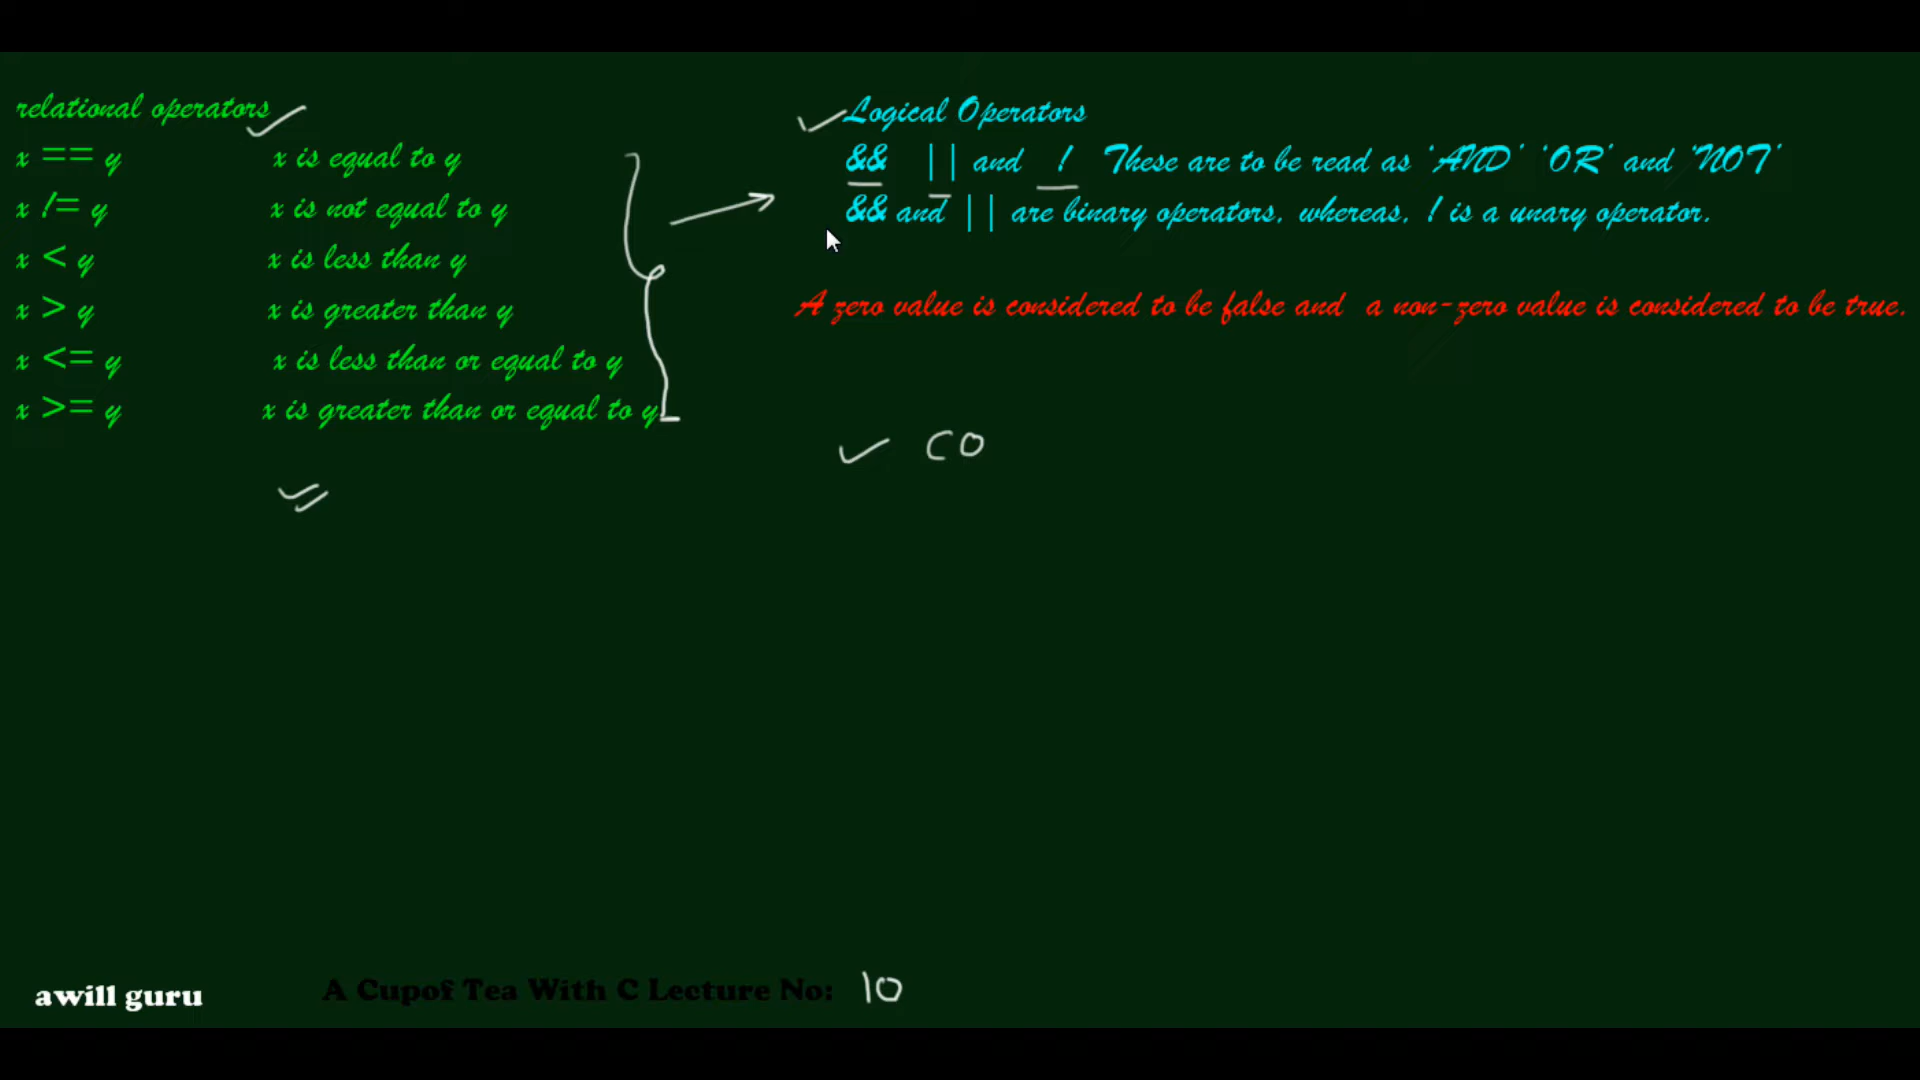 relational operators
x == y x is equal to y
x != y x is not equal to y
x < y x is less than y
x > y x is greater than y
x <= y x is less than or equal to y
x >= y x is greater than or equal to y
Logical Operators
&& || and ! These are to be read as 'AND' 'OR' and 'NOT'
&& and || are binary operators, whereas, ! is a unary operator.
A zero value is considered to be false and a non-zero value is considered to be true.
CO
awill guru
A Cupof Tea With C Lecture No: 10